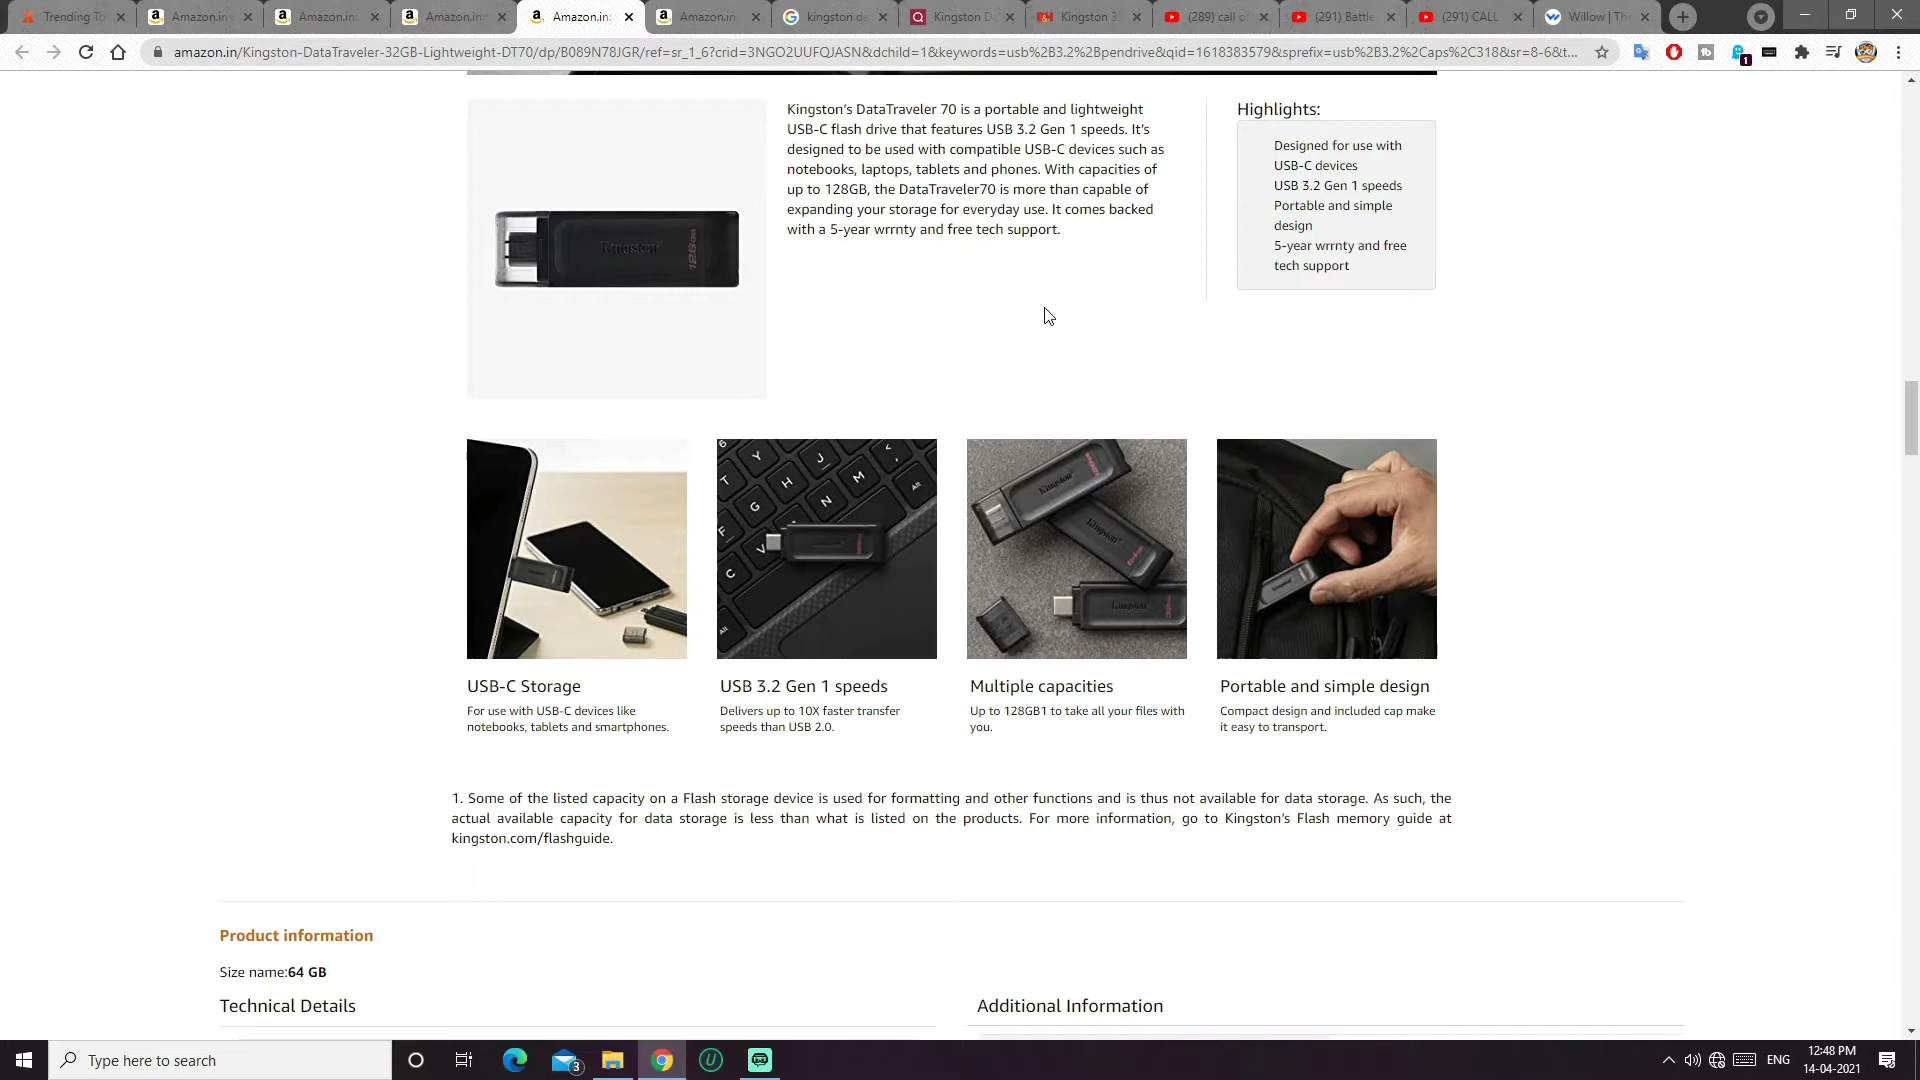 Trending To
Amazon.in
Amazon.in:
Amazon.in:
Amazon.in:
Amazon.in
kingston da
Kingston D
Kingston 3
(289) call of
(291) Battle
(291) CALL
Willow | The
amazon.in/Kingston-DataTraveler-32GB-Lightweight-DT70/dp/B089N78JGR/ref=sr_1_6?crid=3NGO2UUFQJASN&dchild=1&keywords=usb%2B3.2%2Bpendrive&qid=1618383579&sprefix=usb%2B3.2%2Caps%2C318&sr=8-6&t...
1
Kingston's DataTraveler 70 is a portable and lightweight
USB-C flash drive that features USB 3.2 Gen 1 speeds. It's
designed to be used with compatible USB-C devices such as
notebooks, laptops, tablets and phones. With capacities of
up to 128GB, the DataTraveler70 is more than capable of
expanding your storage for everyday use. It comes backed
with a 5-year wrrnty and free tech support.
Highlights:
Designed for use with
USB-C devices
USB 3.2 Gen 1 speeds
Portable and simple
design
5-year wrrnty and free
tech support
Kingston
128GB
USB-C Storage
For use with USB-C devices like
notebooks, tablets and smartphones.
USB 3.2 Gen 1 speeds
Delivers up to 10X faster transfer
speeds than USB 2.0.
Multiple capacities
Up to 128GB1 to take all your files with
you.
Portable and simple design
Compact design and included cap make
it easy to transport.
1. Some of the listed capacity on a Flash storage device is used for formatting and other functions and is thus not available for data storage. As such, the
actual available capacity for data storage is less than what is listed on the products. For more information, go to Kingston's Flash memory guide at
kingston.com/flashguide.
Product information
Size name:64 GB
Technical Details
Additional Information
Type here to search
3
ENG
12:48 PM
14-04-2021